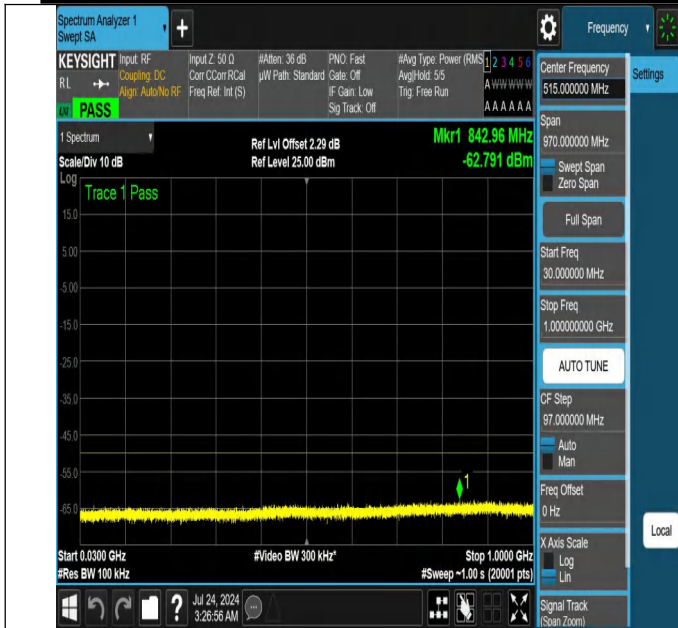 Spectrum Analyzer 1
Swept SA
+
Frequency
KEYSIGHT
RL
PASS
Input: RF
Coupling: DC
Align: Auto/No RF
Input Z: 50 Ω
Corr CCorr RCal
Freq Ref: Int (S)
#Atten: 36 dB
µW Path: Standard
PNO: Fast
Gate: Off
IF Gain: Low
Sig Track: Off
#Avg Type: Power (RMS
Avg|Hold: 5/5
Trig: Free Run
1 2 3 4 5 6
A W W W W W
A A A A A A
1 Spectrum
Scale/Div 10 dB
Log
Ref Lvl Offset 2.29 dB
Ref Level 25.00 dBm
Mkr1 842.96 MHz
-62.791 dBm
Trace 1 Pass
15.0
5.00
-5.00
-15.0
-25.0
-35.0
-45.0
-55.0
-65.0
1
Start 0.0300 GHz
#Res BW 100 kHz
#Video BW 300 kHz*
Stop 1.0000 GHz
#Sweep ~1.00 s (20001 pts)
?
Jul 24, 2024
3:26:56 AM
Center Frequency
515.000000 MHz
Settings
Span
970.000000 MHz
Swept Span
Zero Span
Full Span
Start Freq
30.000000 MHz
Stop Freq
1.000000000 GHz
AUTO TUNE
CF Step
97.000000 MHz
Auto
Man
Freq Offset
0 Hz
X Axis Scale
Log
Lin
Local
Signal Track
(Span Zoom)